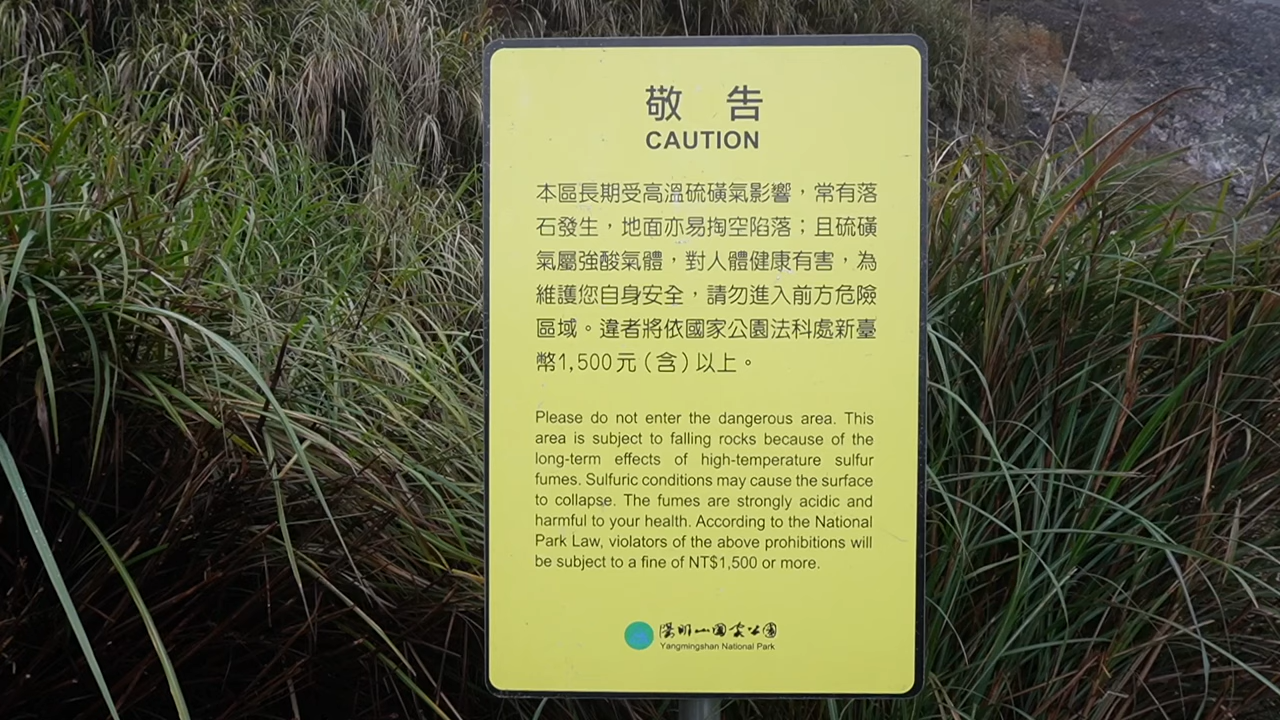 敬 告
CAUTION
本區長期受高溫硫磺氣影響，常有落
石發生，地面亦易掏空陷落；且硫磺
氣屬強酸氣體，對人體健康有害，為
維護您自身安全，請勿進入前方危險
區域。違者將依國家公園法科處新臺
幣1,500元(含)以上。
Please do not enter the dangerous area. This
area is subject to falling rocks because of the
long-term effects of high-temperature sulfur
fumes. Sulfuric conditions may cause the surface
to collapse. The fumes are strongly acidic and
harmful to your health. According to the National
Park Law, violators of the above prohibitions will
be subject to a fine of NT$1,500 or more.
陽明山國家公園
Yangmingshan National Park